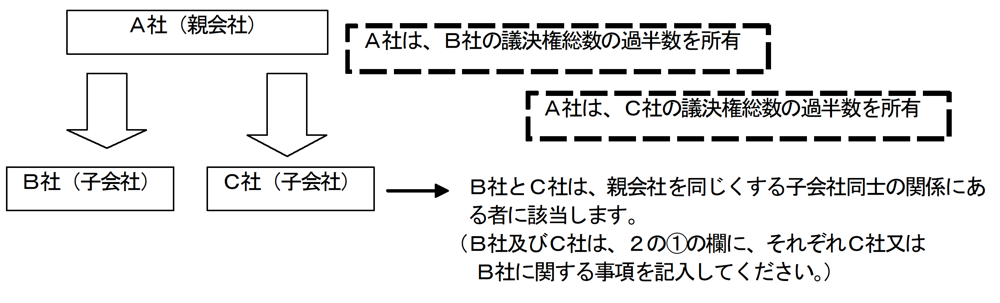 A社（親会社）
A社は、B社の議決権総数の過半数を所有
A社は、C社の議決権総数の過半数を所有
B社（子会社）
C社（子会社）
B社とC社は、親会社を同じくする子会社同士の関係にあ
る者に該当します。
（B社及びC社は、２の①の欄に、それぞれC社又は
B社に関する事項を記入してください。）